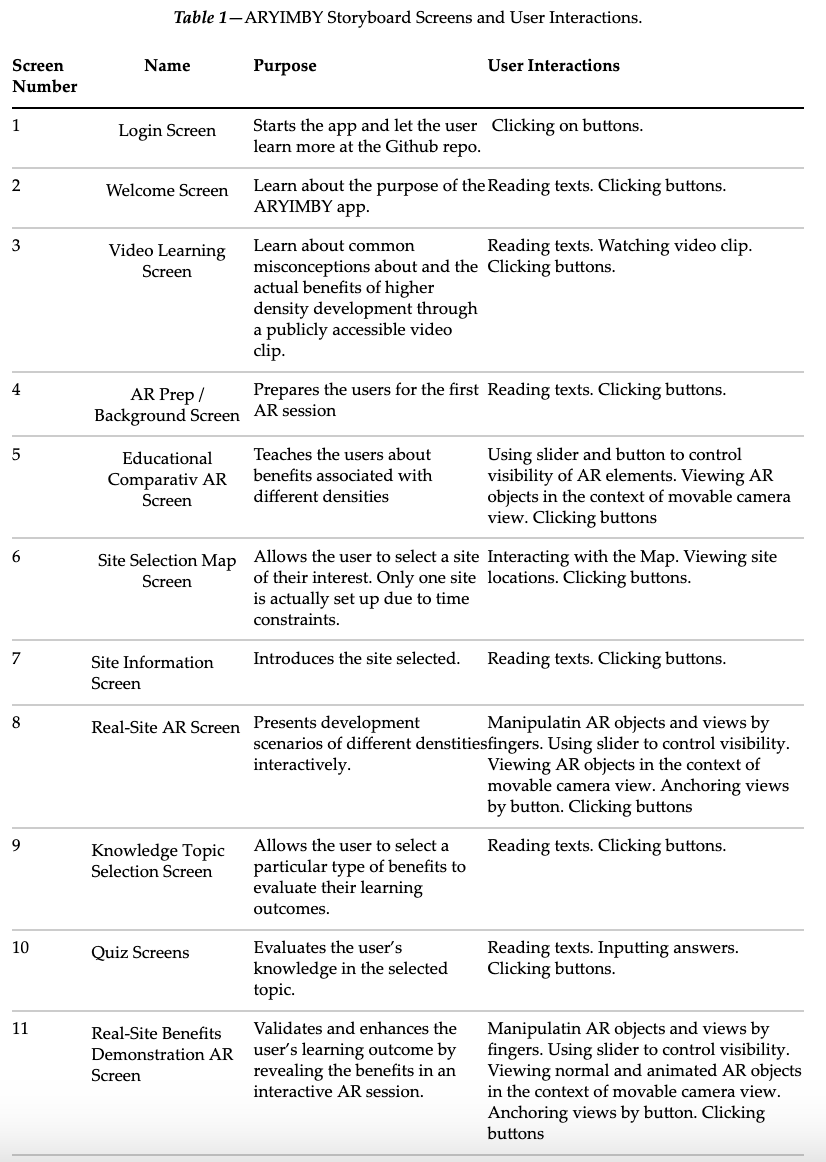 Table 1—ARYIMBY Storyboard Screens and User Interactions.
Screen Number
Name
Purpose
User Interactions
1
Login Screen
Starts the app and let the user
learn more at the Github repo.
Clicking on buttons.
2
Welcome Screen
Learn about the purpose of the
ARYIMBY app.
Reading texts. Clicking buttons.
3
Video Learning
Screen
Learn about common
misconceptions about and the
actual benefits of higher
density development through
a publicly accessible video
clip.
Reading texts. Watching video clip.
Clicking buttons.
4
AR Prep /
Background Screen
Prepares the users for the first
AR session
Reading texts. Clicking buttons.
5
Educational
Comparativ AR
Screen
Teaches the users about
benefits associated with
different densities
Using slider and button to control
visibility of AR elements. Viewing AR
objects in the context of movable camera
view. Clicking buttons
6
Site Selection Map
Screen
Allows the user to select a site
of their interest. Only one site
is actually set up due to time
constraints.
Interacting with the Map. Viewing site
locations. Clicking buttons.
7
Site Information
Screen
Introduces the site selected.
Reading texts. Clicking buttons.
8
Real-Site AR Screen
Presents development
scenarios of different denstities
interactively.
Manipulatin AR objects and views by
fingers. Using slider to control visibility.
Viewing AR objects in the context of
movable camera view. Anchoring views
by button. Clicking buttons
9
Knowledge Topic
Selection Screen
Allows the user to select a
particular type of benefits to
evaluate their learning
outcomes.
Reading texts. Clicking buttons.
10
Quiz Screens
Evaluates the user's
knowledge in the selected
topic.
Reading texts. Inputting answers.
Clicking buttons.
11
Real-Site Benefits
Demonstration AR
Screen
Validates and enhances the
user's learning outcome by
revealing the benefits in an
interactive AR session.
Manipulatin AR objects and views by
fingers. Using slider to control visibility.
Viewing normal and animated AR objects
in the context of movable camera view.
Anchoring views by button. Clicking
buttons